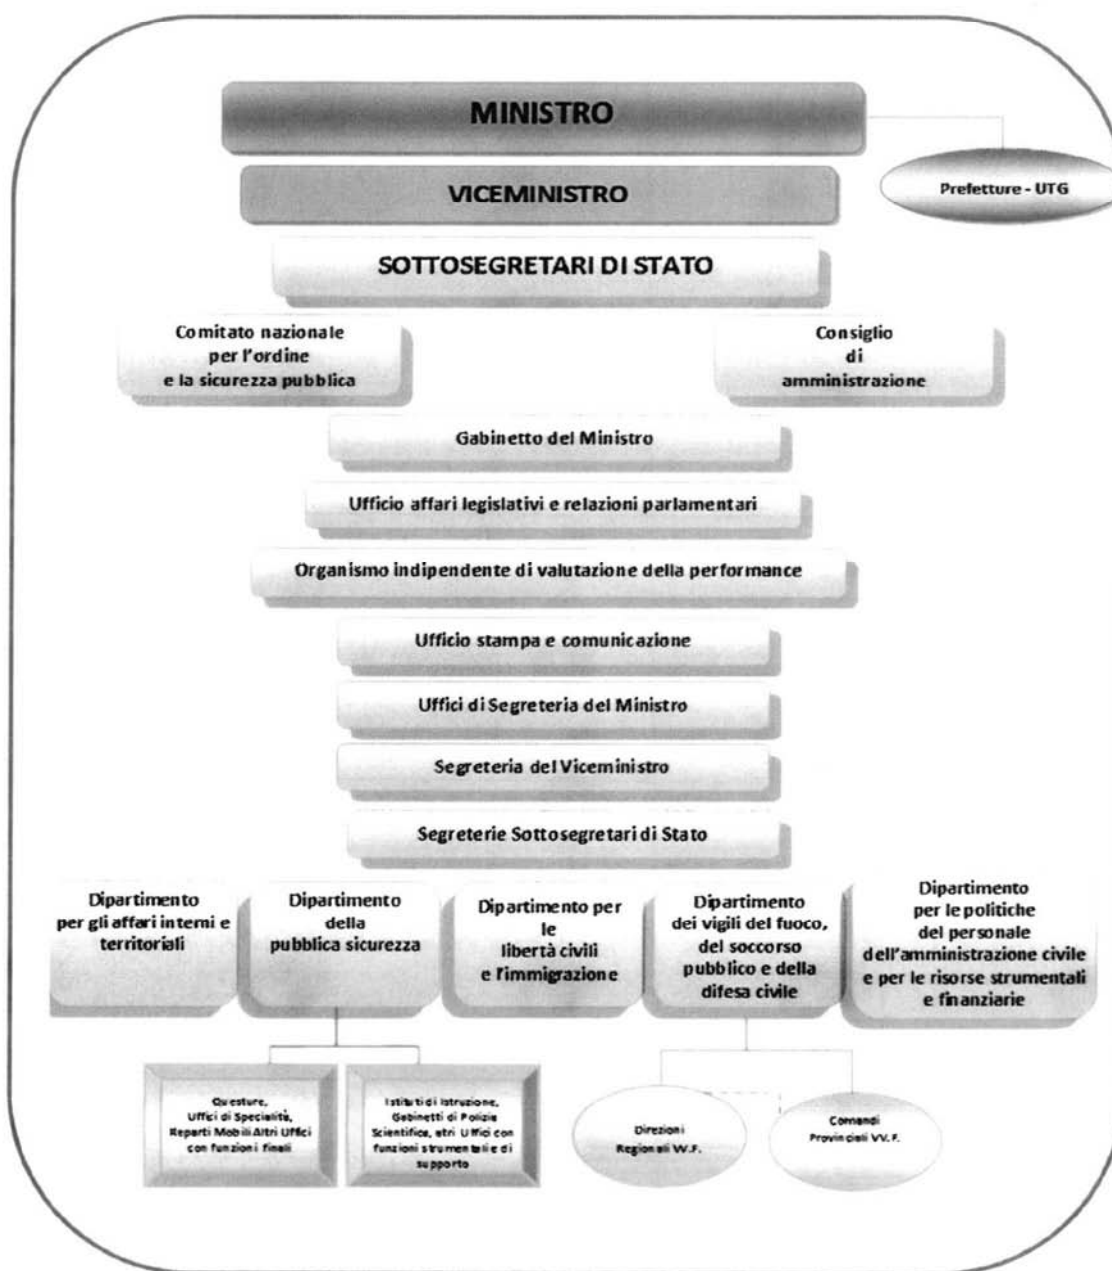 MINISTRO
Prefetture - UTG
VICEMINISTRO
SOTTOSEGRETARI DI STATO
Comitato nazionale
per l'ordine
e la sicurezza pubblica
Consiglio
di
amministrazione
Gabinetto del Ministro
Ufficio affari legislativi e relazioni parlamentari
Organismo indipendente di valutazione della performance
Ufficio stampa e comunicazione
Uffici di Segreteria del Ministro
Segreteria del Viceministro
Segreterie Sottosegretari di Stato
Dipartimento
per gli affari interni e
territoriali
Dipartimento
della
pubblica sicurezza
Dipartimento per
le
libertà civili
e l'immigrazione
Dipartimento
dei vigili del fuoco,
del soccorso
pubblico e della
difesa civile
Dipartimento
per le politiche
del personale
dell'amministrazione civile
e per le risorse strumentali
e finanziarie
Questure,
Uffici di Specialità,
Reparti Mobili Altri Uffici
con funzioni finali
Istituti di Istruzione,
Gabinetti di Polizia
Scientifica, atri Uffici con
funzioni strumentali e di
supporto
Direzioni
Regionali VV.F.
Comandi
Provinciali VV.F.